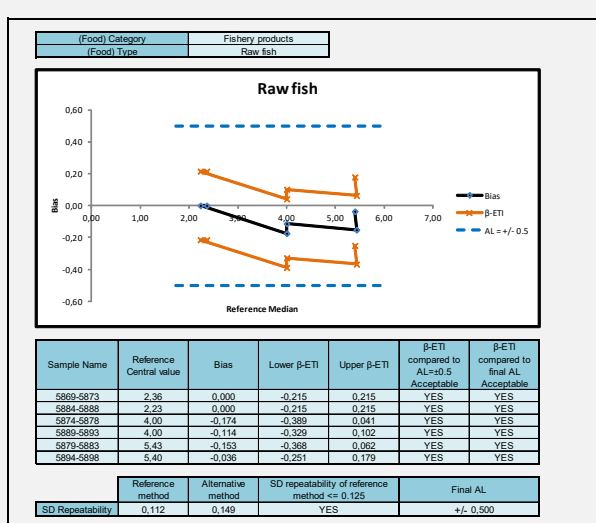 (Food) Category Fishery products
(Food) Type Raw fish
Raw fish
0,60
0,40
0,20
0,00
-0,20
-0,40
-0,60
0,00 1,00 2,00 3,00 4,00 5,00 6,00 7,00
Bias
Reference Median
Bias
β-ETI
AL = +/- 0.5
Sample Name Reference Central value Bias Lower β-ETI Upper β-ETI β-ETI compared to AL=±0.5 Acceptable β-ETI compared to final AL Acceptable
5869-5873 2,36 0,000 -0,215 0,215 YES YES
5884-5888 2,23 0,000 -0,215 0,215 YES YES
5874-5878 4,00 -0,174 -0,389 0,041 YES YES
5889-5893 4,00 -0,114 -0,329 0,102 YES YES
5879-5883 5,43 -0,153 -0,368 0,062 YES YES
5894-5898 5,40 -0,036 -0,251 0,179 YES YES
Reference method Alternative method SD repeatability of reference method <= 0.125 Final AL
SD Repeatability 0,112 0,149 YES +/- 0,500